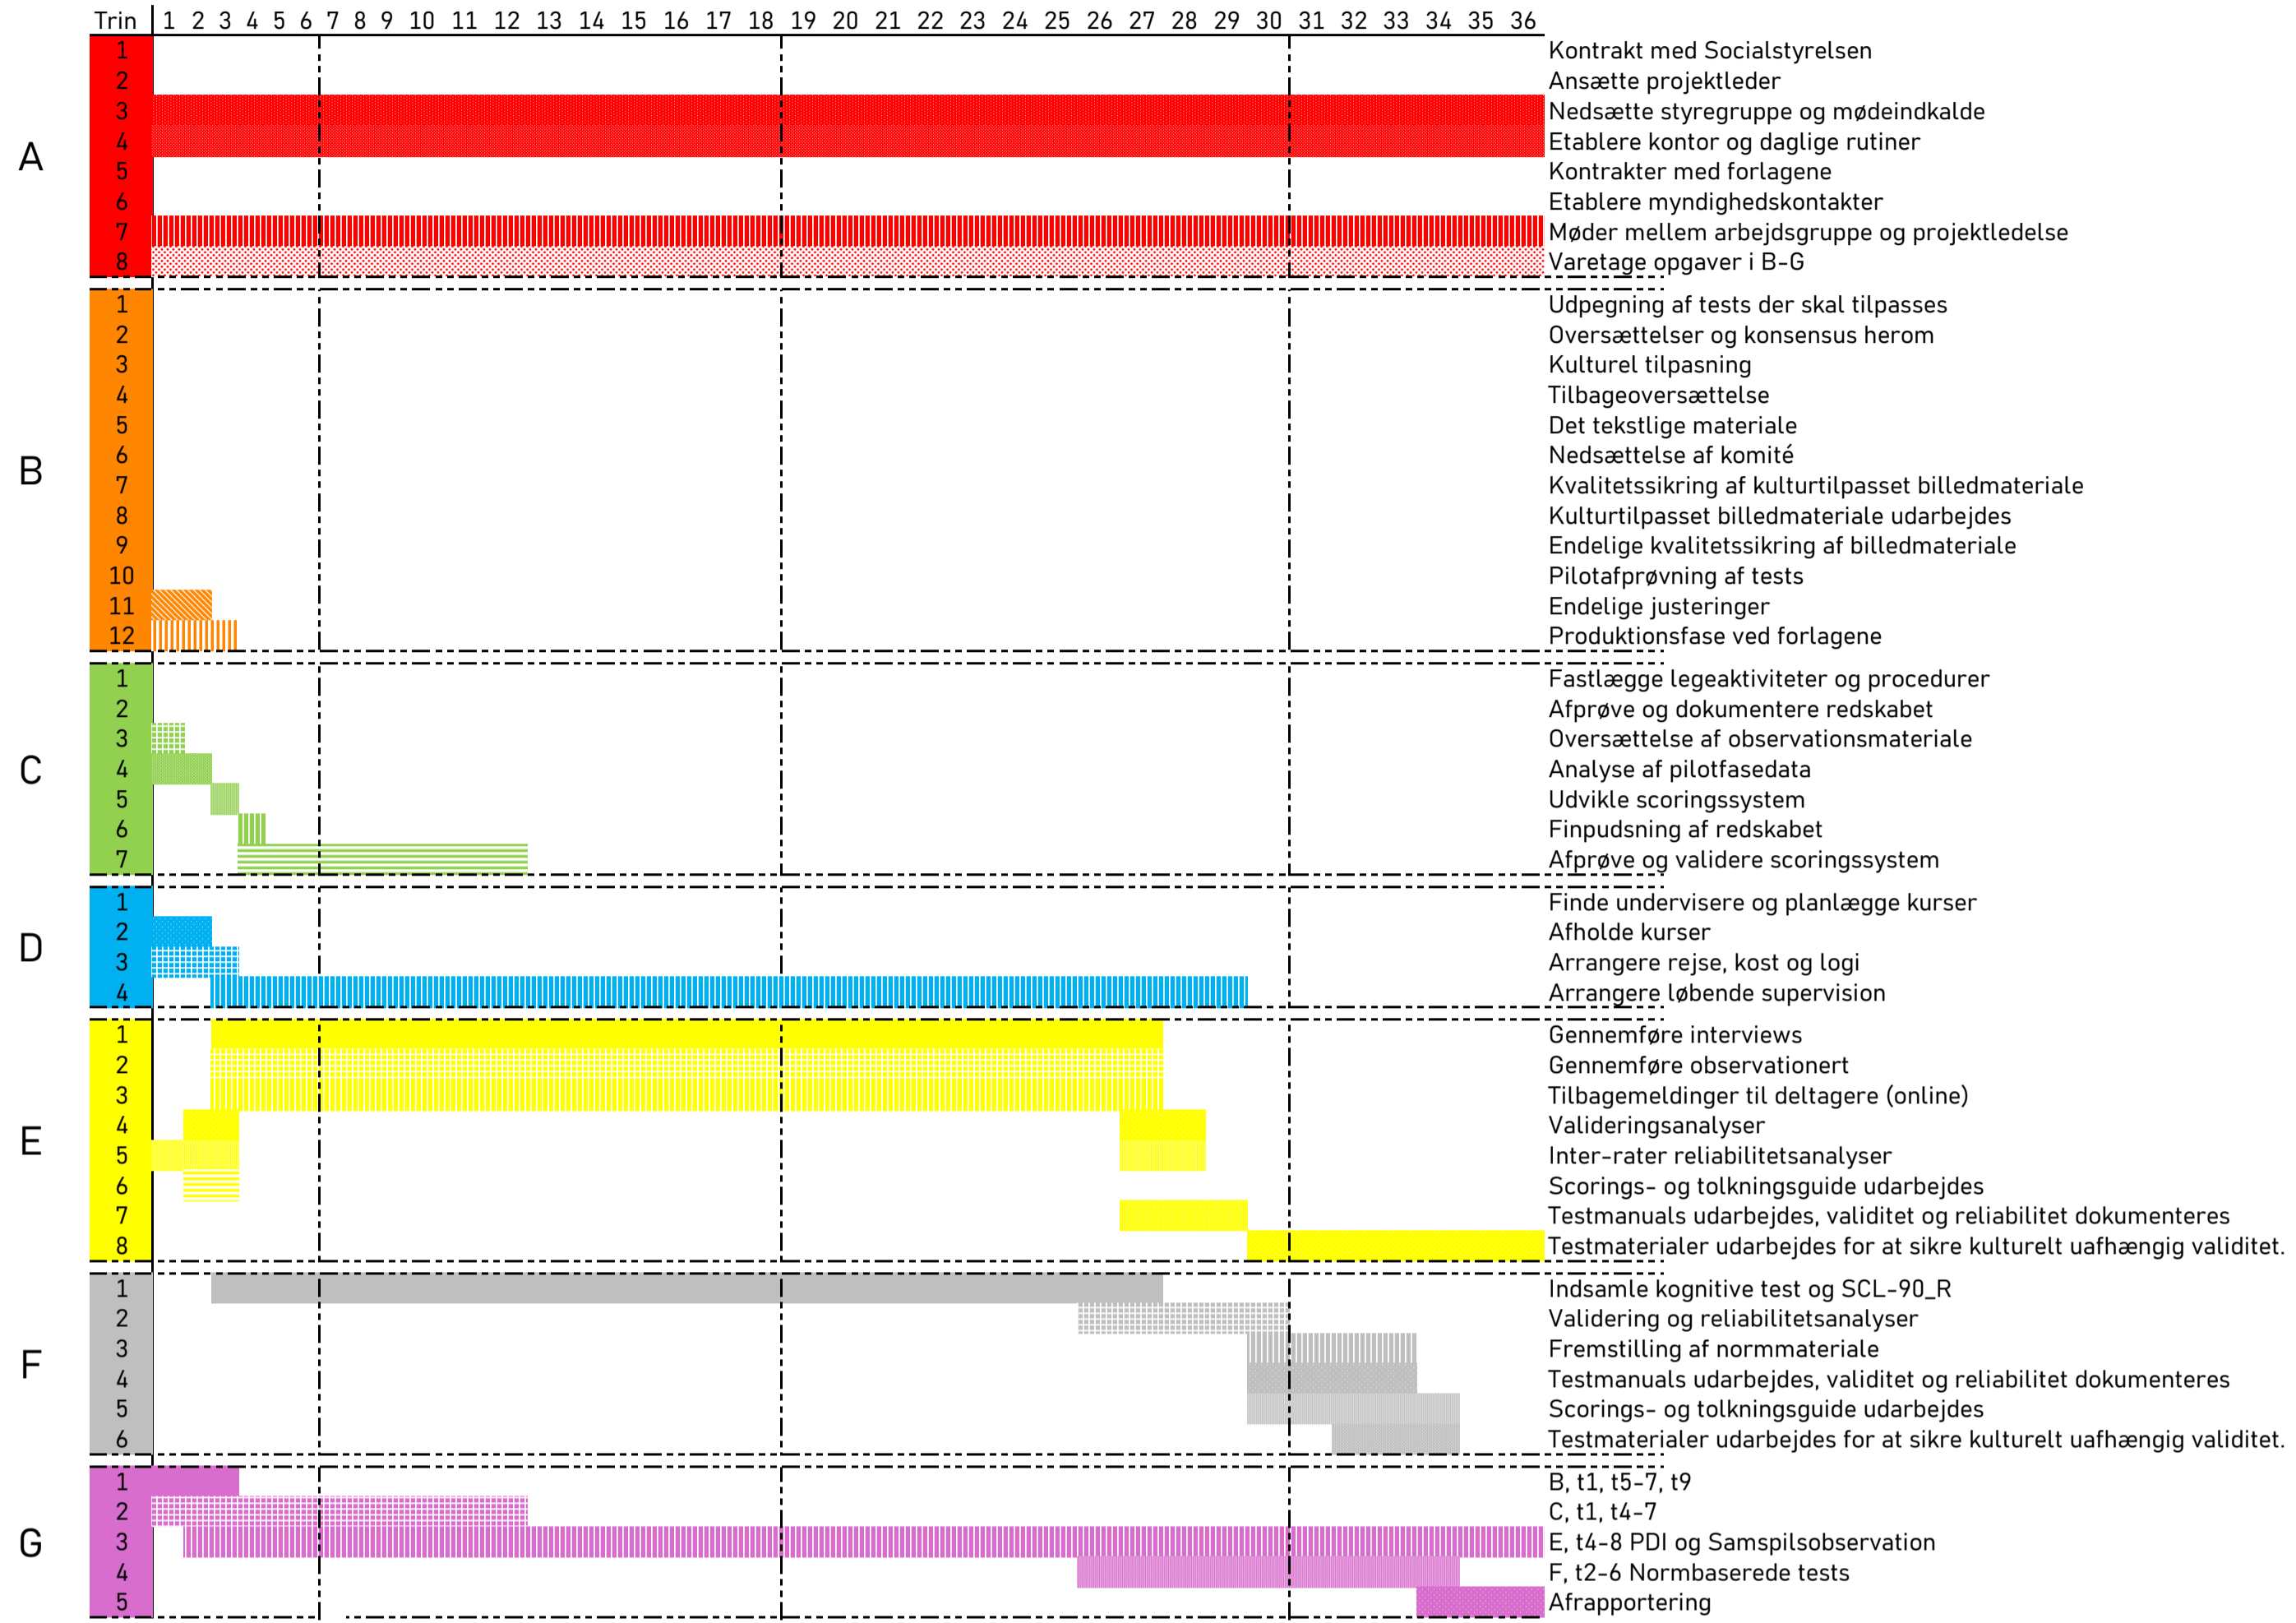 Trin 1 2 3 4 5 6 7 8 9 10 11 12 13 14 15 16 17 18 19 20 21 22 23 24 25 26 27 28 29 30 31 32 33 34 35 36
A
1 Kontrakt med Socialstyrelsen
2 Ansætte projektleder
3 Nedsætte styregruppe og mødeindkalde
4 Etablere kontor og daglige rutiner
5 Kontrakter med forlagene
6 Etablere myndighedskontakter
7 Møder mellem arbejdsgruppe og projektledelse
8 Varetage opgaver i B-G
B
1 Udpegning af tests der skal tilpasses
2 Oversættelser og konsensus herom
3 Kulturel tilpasning
4 Tilbageoversættelse
5 Det tekstlige materiale
6 Nedsættelse af komité
7 Kvalitetssikring af kulturtilpasset billedmateriale
8 Kulturtilpasset billedmateriale udarbejdes
9 Endelige kvalitetssikring af billedmateriale
10 Pilotafprøvning af tests
11 Endelige justeringer
12 Produktionsfase ved forlagene
C
1 Fastlægge legeaktiviteter og procedurer
2 Afprøve og dokumentere redskabet
3 Oversættelse af observationsmateriale
4 Analyse af pilotfasedata
5 Udvikle scoringssystem
6 Finpudsning af redskabet
7 Afprøve og validere scoringssystem
D
1 Finde undervisere og planlægge kurser
2 Afholde kurser
3 Arrangere rejse, kost og logi
4 Arrangere løbende supervision
E
1 Gennemføre interviews
2 Gennemføre observationert
3 Tilbagemeldinger til deltagere (online)
4 Valideringsanalyser
5 Inter-rater reliabilitetsanalyser
6 Scorings- og tolkningsguide udarbejdes
7 Testmanuals udarbejdes, validitet og reliabilitet dokumenteres
8 Testmaterialer udarbejdes for at sikre kulturelt uafhængig validitet.
F
1 Indsamle kognitive test og SCL-90_R
2 Validering og reliabilitetsanalyser
3 Fremstilling af normmateriale
4 Testmanuals udarbejdes, validitet og reliabilitet dokumenteres
5 Scorings- og tolkningsguide udarbejdes
6 Testmaterialer udarbejdes for at sikre kulturelt uafhængig validitet.
G
1 B, t1, t5-7, t9
2 C, t1, t4-7
3 E, t4-8 PDI og Samspilsobservation
4 F, t2-6 Normbaserede tests
5 Afrapportering